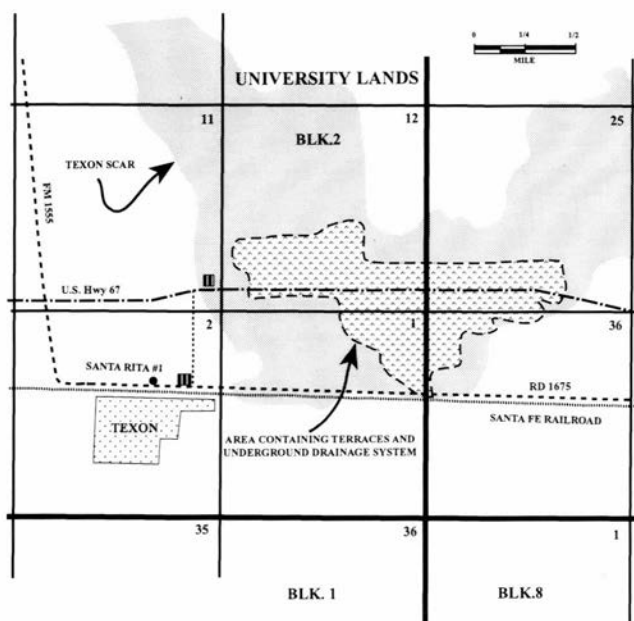 0 1/4 1/2
MILE
UNIVERSITY LANDS
11
12
25
BLK.2
TEXON SCAR
FM 1555
U.S. Hwy 67
2
1
36
SANTA RITA #1
RD 1675
SANTA FE RAILROAD
TEXON
AREA CONTAINING TERRACES AND
UNDERGROUND DRAINAGE SYSTEM
35
36
1
BLK. 1
BLK.8